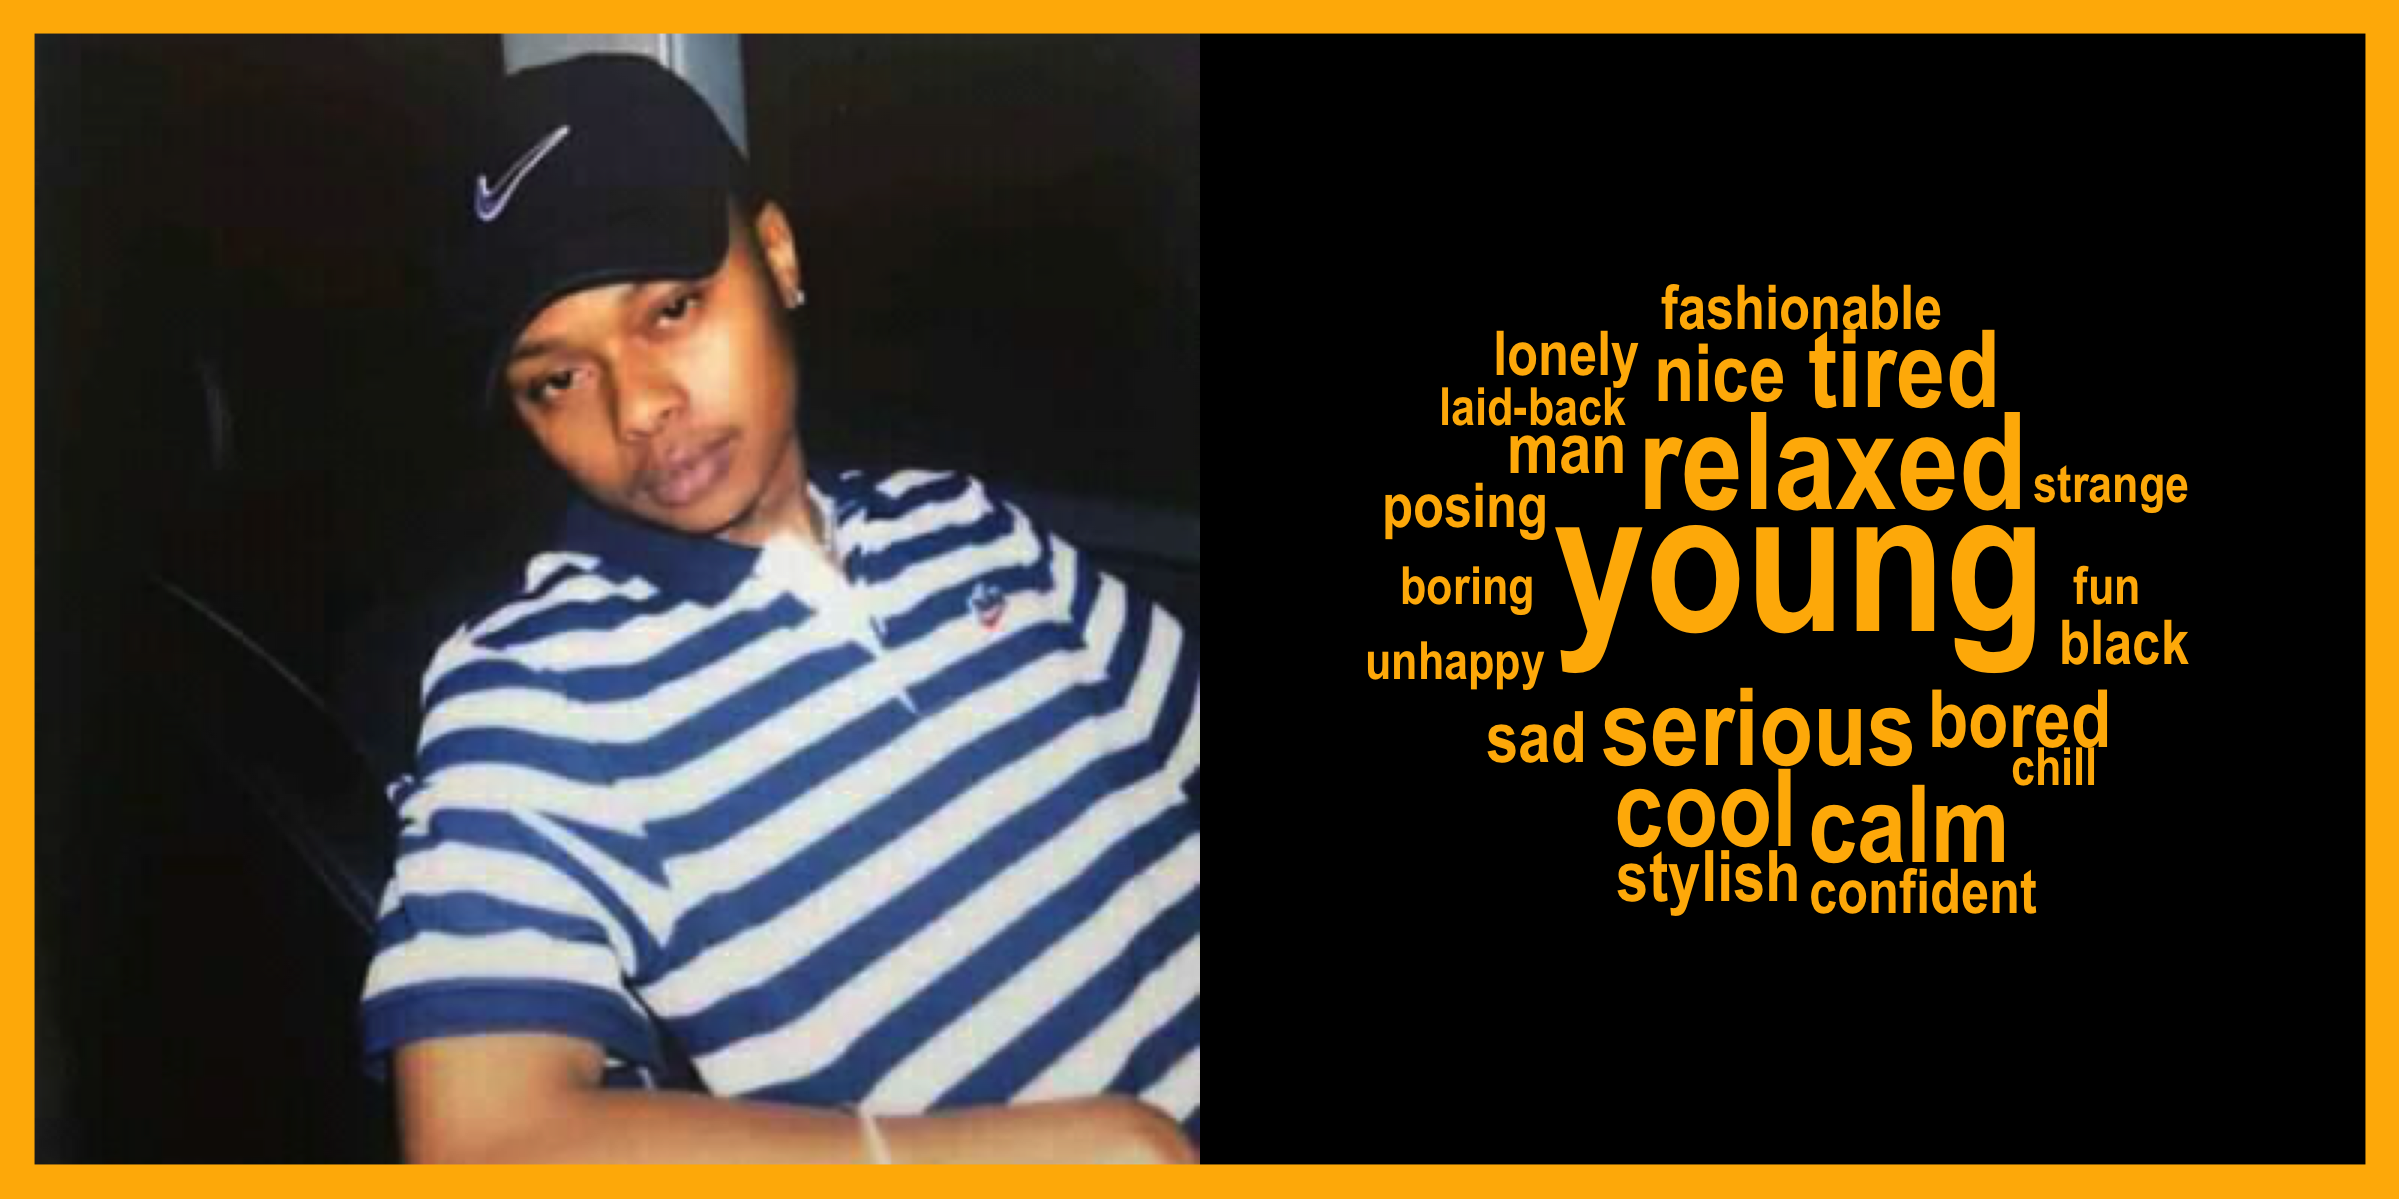 fashionable
lonely nice tired
laid-back
man relaxed strange
posing
young
boring fun
unhappy black
sad serious bored
chill
cool calm
stylish confident